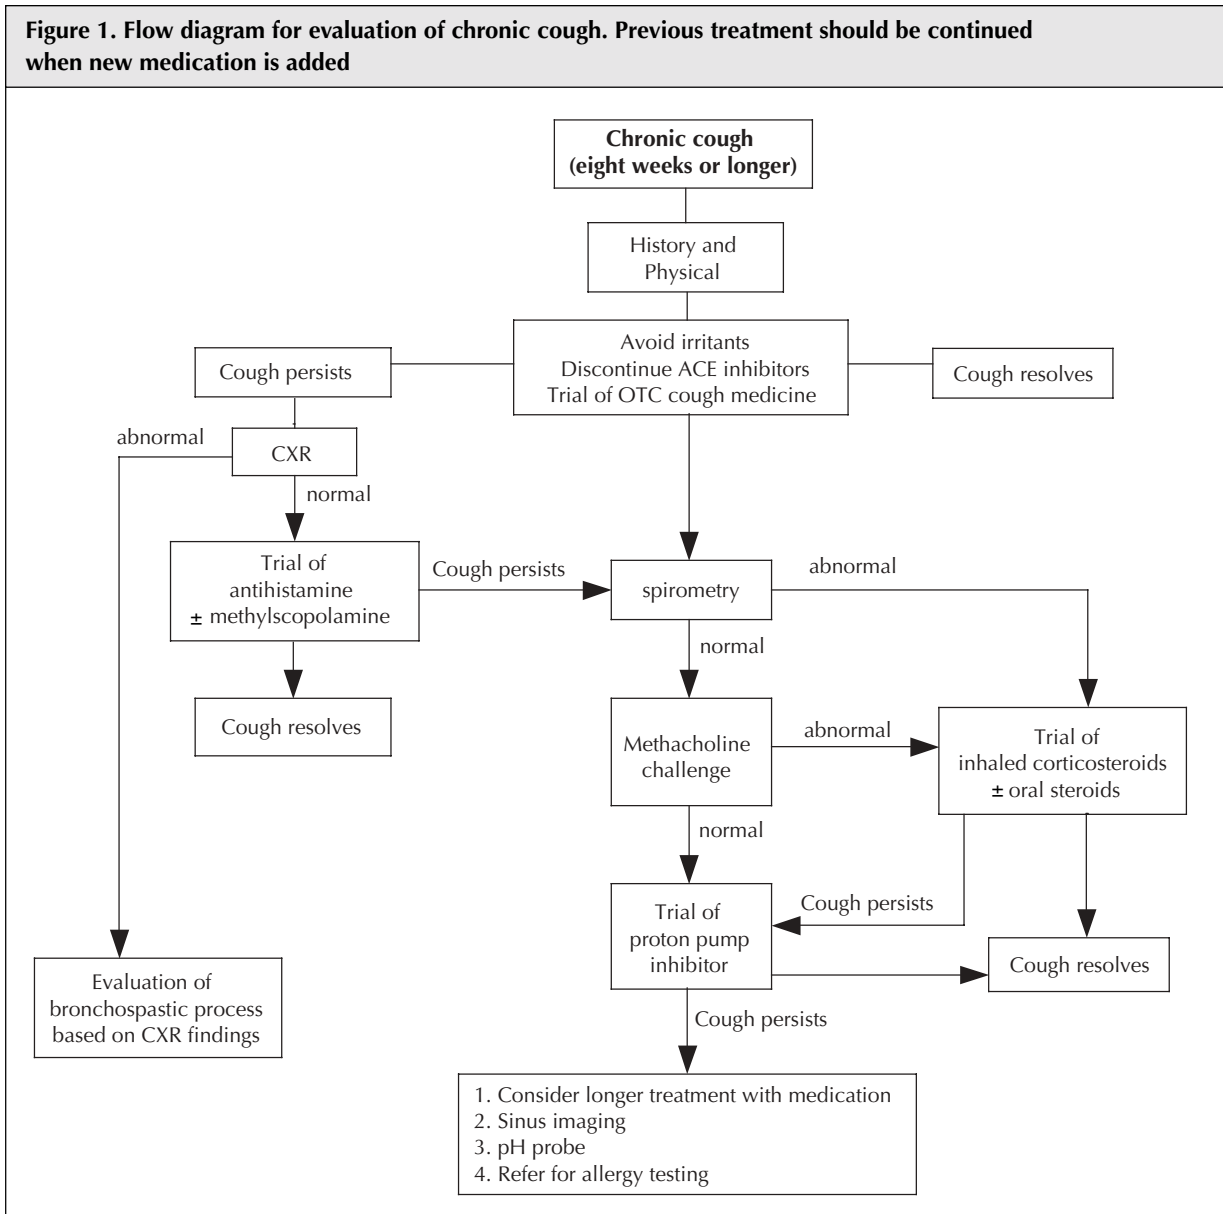 Figure 1. Flow diagram for evaluation of chronic cough. Previous treatment should be continued
when new medication is added
Chronic cough
(eight weeks or longer)
History and
Physical
Avoid irritants
Discontinue ACE inhibitors
Trial of OTC cough medicine
Cough persists
Cough resolves
abnormal
CXR
normal
Trial of
antihistamine
± methylscopolamine
Cough persists
spirometry
abnormal
normal
Cough resolves
Methacholine
challenge
abnormal
Trial of
inhaled corticosteroids
± oral steroids
normal
Trial of
proton pump
inhibitor
Cough persists
Cough resolves
Evaluation of
bronchospastic process
based on CXR findings
Cough persists
1. Consider longer treatment with medication
2. Sinus imaging
3. pH probe
4. Refer for allergy testing